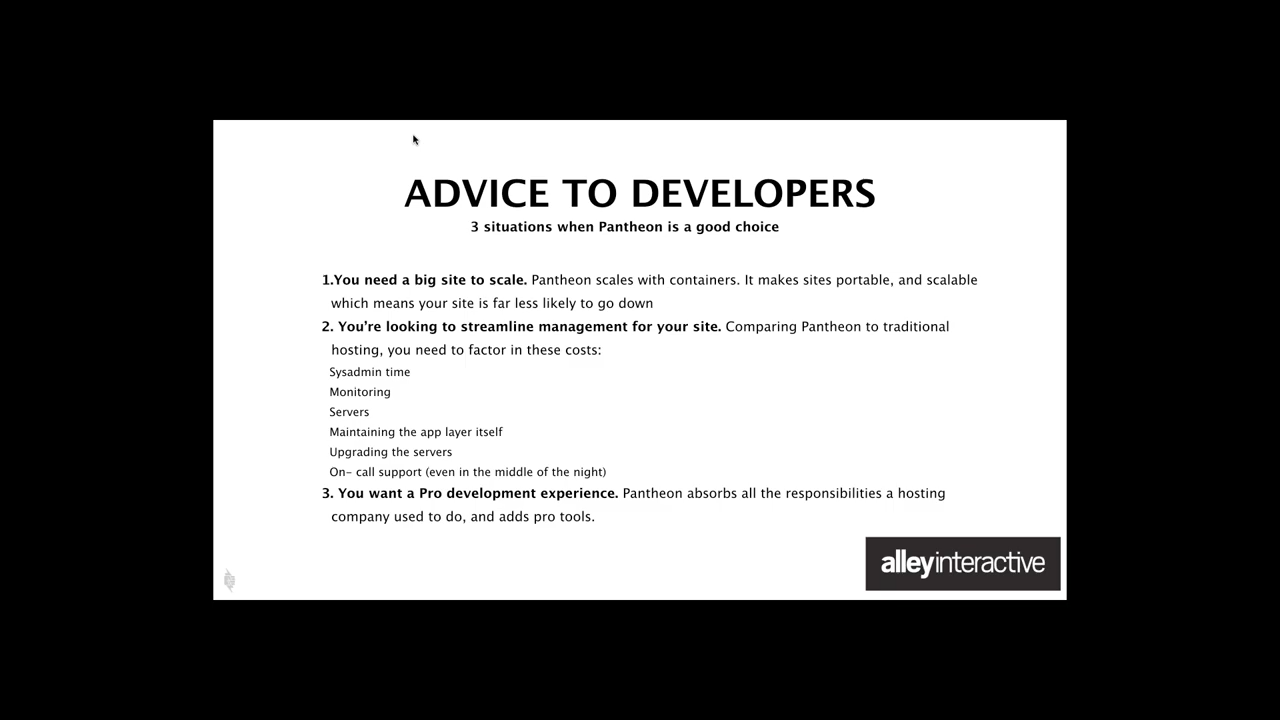 ADVICE TO DEVELOPERS
3 situations when Pantheon is a good choice
1.You need a big site to scale. Pantheon scales with containers. It makes sites portable, and scalable
which means your site is far less likely to go down
2. You're looking to streamline management for your site. Comparing Pantheon to traditional
hosting, you need to factor in these costs:
Sysadmin time
Monitoring
Servers
Maintaining the app layer itself
Upgrading the servers
On- call support (even in the middle of the night)
3. You want a Pro development experience. Pantheon absorbs all the responsibilities a hosting
company used to do, and adds pro tools.
alleyinteractive